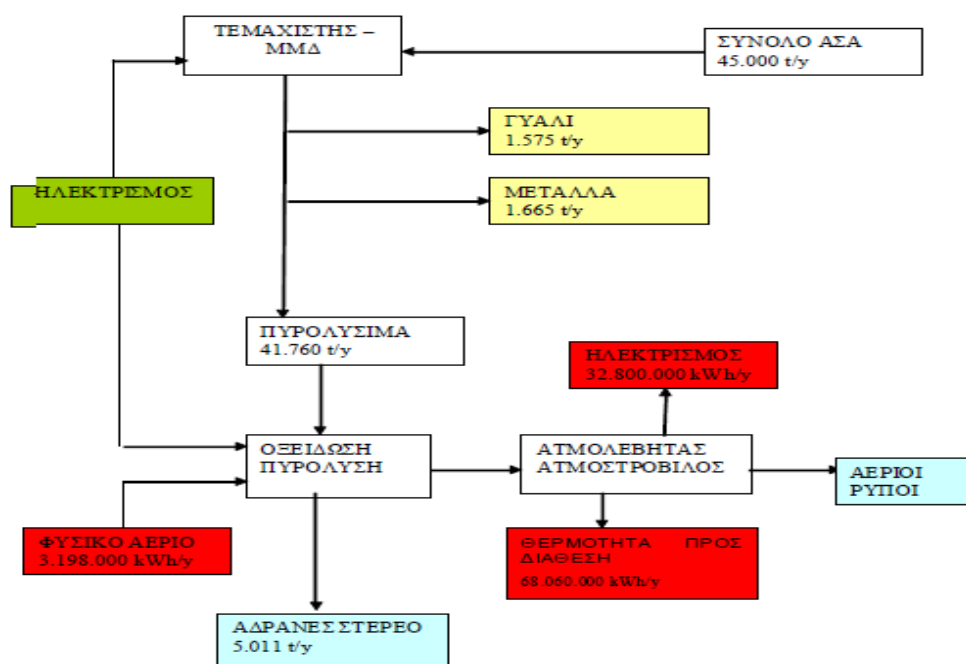 ΤΕΜΑΧΙΣΤΗΣ –
ΜΜΔ
ΣΥΝΟΛΟ ΑΣΑ
45.000 t/y
ΓΥΑΛΙ
1.575 t/y
ΗΛΕΚΤΡΙΣΜΟΣ
ΜΕΤΑΛΛΑ
1.665 t/y
ΠΥΡΟΛΥΣΙΜΑ
41.760 t/y
ΗΛΕΚΤΡΙΣΜΟΣ
32.800.000 kWh/y
ΟΞΕΙΔΩΣΗ
ΠΥΡΟΛΥΣΗ
ΑΤΜΟΛΕΒΗΤΑΣ
ΑΤΜΟΣΤΡΟΒΙΛΟΣ
ΑΕΡΙΟΙ
ΡΥΠΟΙ
ΦΥΣΙΚΟ ΑΕΡΙΟ
3.198.000 kWh/y
ΘΕΡΜΟΤΗΤΑ ΠΡΟΣ
ΔΙΑΘΕΣΗ
68.060.000 kWh/y
ΑΔΡΑΝΕΣ ΣΤΕΡΕΟ
5.011 t/y